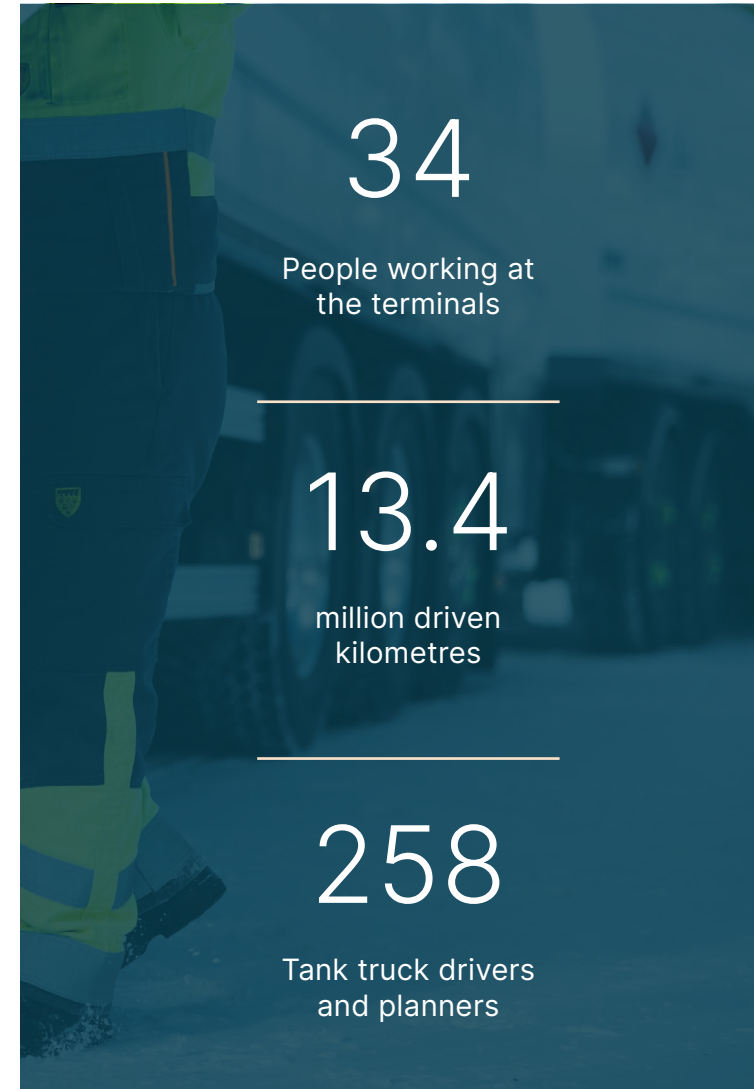 34
People working at
the terminals
13.4
million driven
kilometres
258
Tank truck drivers
and planners